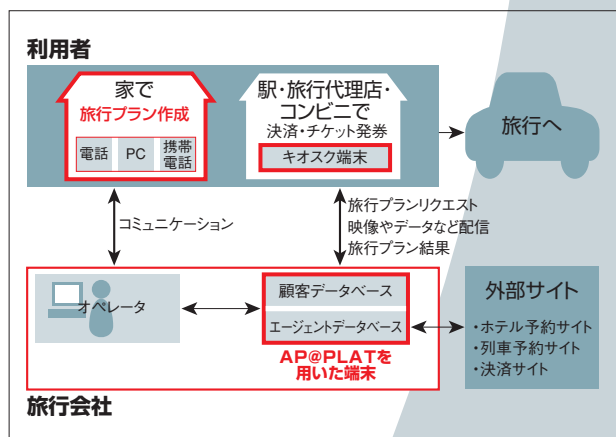 利用者
家で
旅行プラン作成
電話
PC
携帯
電話
駅・旅行代理店・
コンビニで
決済・チケット発券
キオスク端末
旅行へ
コミュニケーション
旅行プランリクエスト
映像やデータなど配信
旅行プラン結果
オペレータ
顧客データベース
エージェントデータベース
AP@PLATを
用いた端末
外部サイト
・ホテル予約サイト
・列車予約サイト
・決済サイト
旅行会社